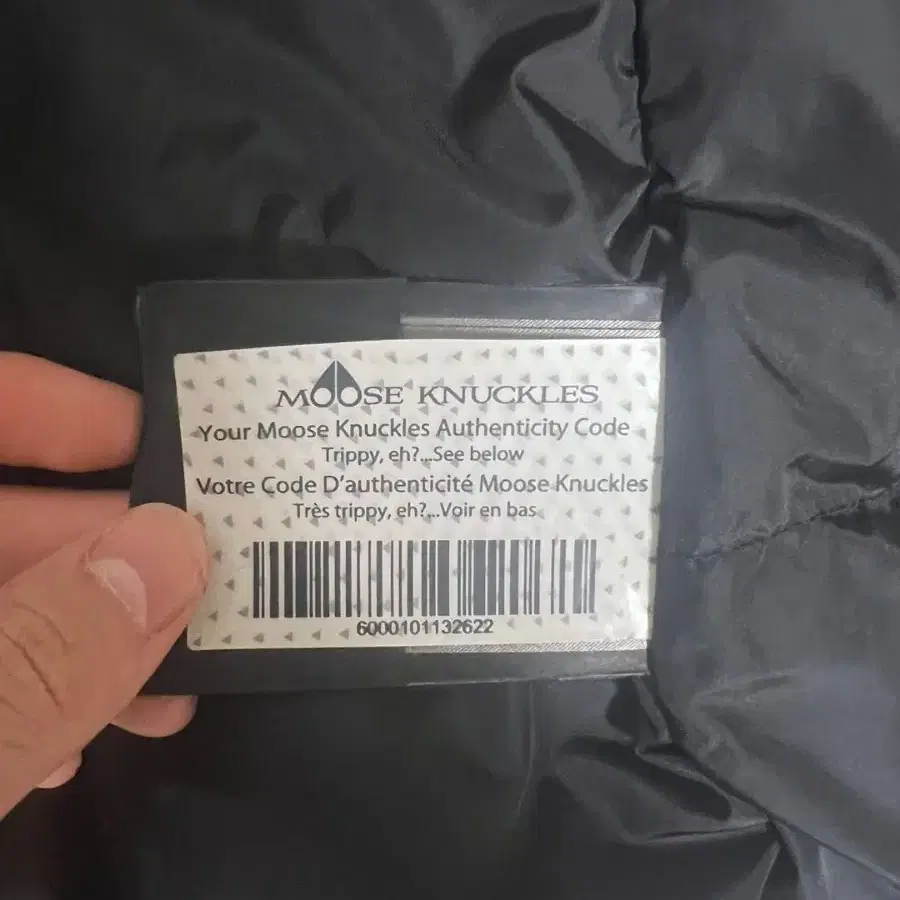 MOOSE KNUCKLES
Your Moose Knuckles Authenticity Code
Trippy, eh?...See below
Votre Code D'authenticité Moose Knuckles
Très trippy, eh?...Voir en bas
6000101132622